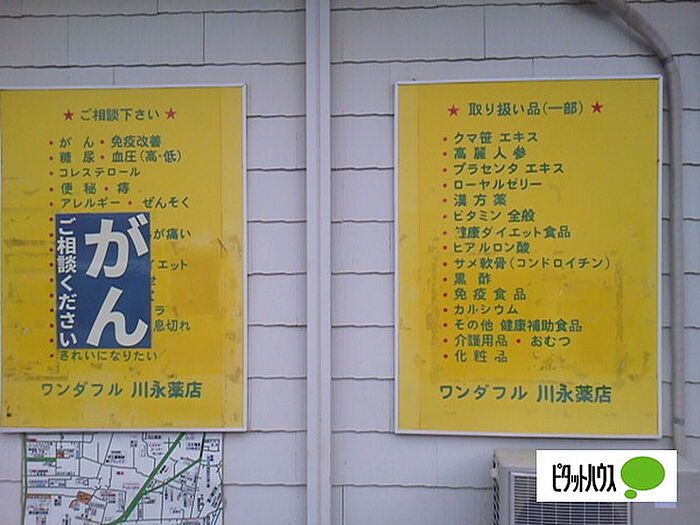 ★ ご相談下さい ★
・がん・免疫改善
・糖尿・血圧(高・低)
・コレステロール
・便秘・痔
・アレルギー・ぜんそく
が痛い
イエット
せ
ラ
息切れ
・きれいになりたい
ワンダフル 川永薬店
がん
ご相談ください
★ 取り扱い品(一部) ★
・クマ笹 エキス
・高麗人参
・プラセンタ エキス
・ローヤルゼリー
・漢方薬
・ビタミン 全般
・健康ダイエット食品
・ヒアルロン酸
・サメ軟骨(コンドロイチン)
・黒酢
・免疫食品
・カルシウム
・その他 健康補助食品
・介護用品・おむつ
・化粧品
ワンダフル 川永薬店
ピタットハウス